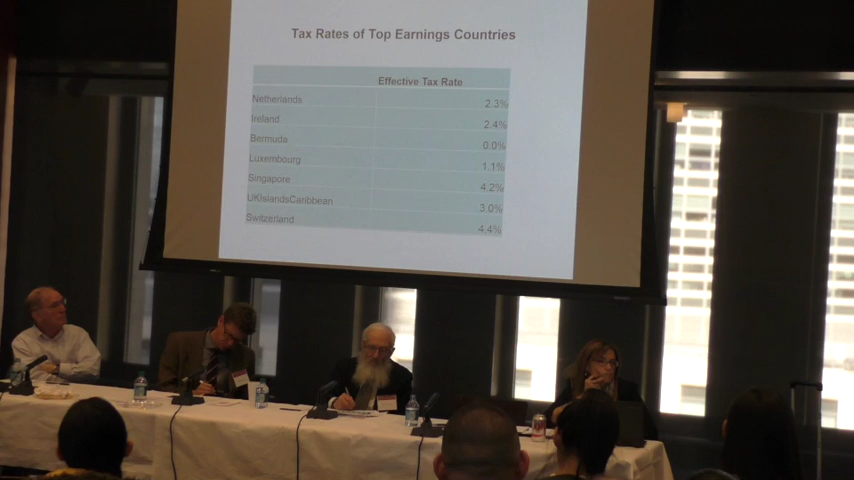 Tax Rates of Top Earnings Countries
Effective Tax Rate
Netherlands 2.3%
Ireland 2.4%
Bermuda 0.0%
Luxembourg 1.1%
Singapore 4.2%
UKIslandsCaribbean 3.0%
Switzerland 4.4%